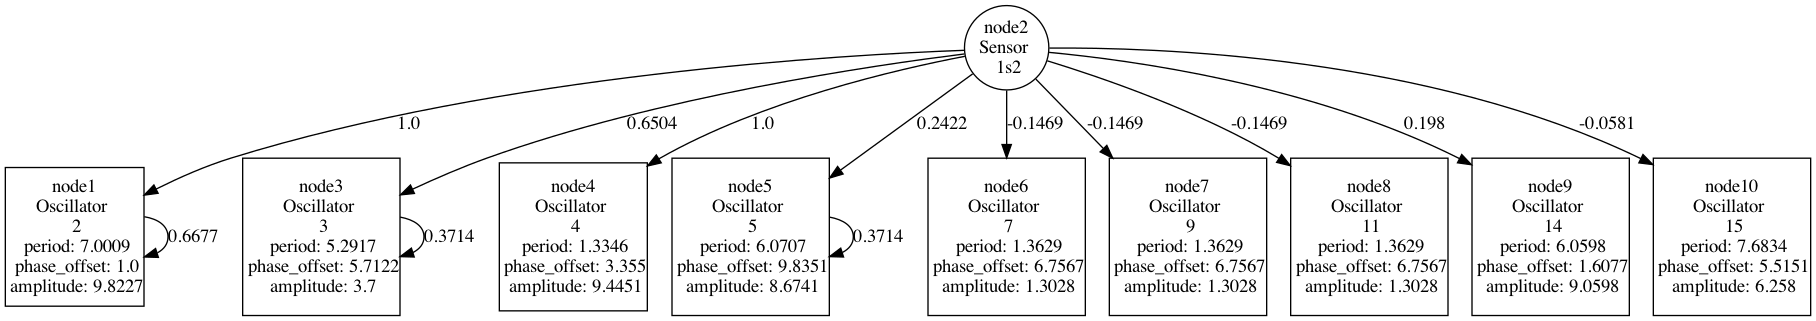 node2
Sensor
1s2
1.0
0.6504
1.0
0.2422
-0.1469
-0.1469
-0.1469
0.198
-0.0581
node1
Oscillator
2
period: 7.0009
phase_offset: 1.0
amplitude: 9.8227
0.6677
node3
Oscillator
3
period: 5.2917
phase_offset: 5.7122
amplitude: 3.7
0.3714
node4
Oscillator
4
period: 1.3346
phase_offset: 3.355
amplitude: 9.4451
node5
Oscillator
5
period: 6.0707
phase_offset: 9.8351
amplitude: 8.6741
0.3714
node6
Oscillator
7
period: 1.3629
phase_offset: 6.7567
amplitude: 1.3028
node7
Oscillator
9
period: 1.3629
phase_offset: 6.7567
amplitude: 1.3028
node8
Oscillator
11
period: 1.3629
phase_offset: 6.7567
amplitude: 1.3028
node9
Oscillator
14
period: 6.0598
phase_offset: 1.6077
amplitude: 9.0598
node10
Oscillator
15
period: 7.6834
phase_offset: 5.5151
amplitude: 6.258